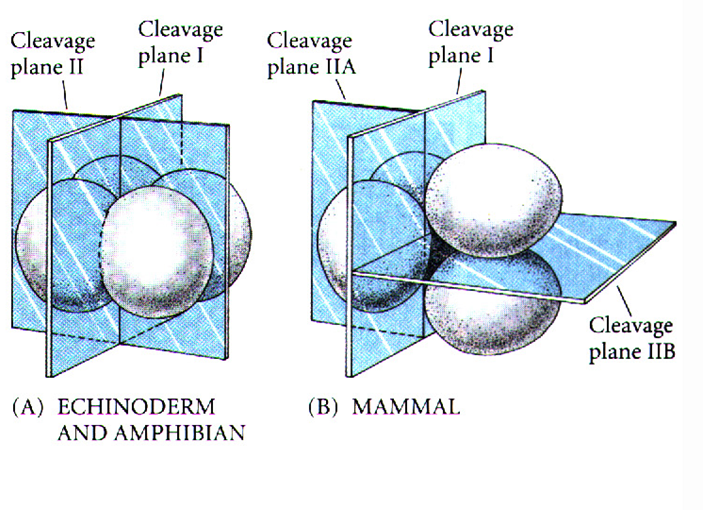 Cleavage
plane II
Cleavage
plane I
Cleavage
plane IIA
Cleavage
plane I
Cleavage
plane IIB
(A) ECHINODERM
AND AMPHIBIAN
(B) MAMMAL